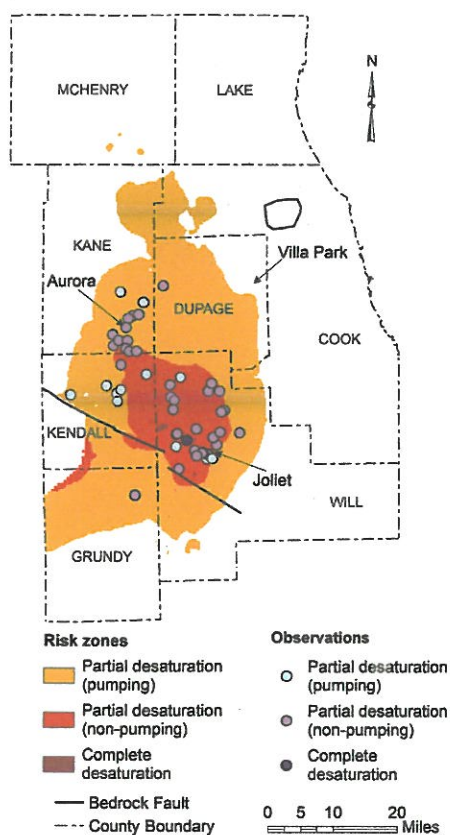 MCHENRY
LAKE
N
KANE
Villa Park
Aurora
DUPAGE
COOK
KENDALL
Joliet
WILL
GRUNDY
Risk zones
Partial desaturation
(pumping)
Partial desaturation
(non-pumping)
Complete
desaturation
Bedrock Fault
County Boundary
Observations
Partial desaturation
(pumping)
Partial desaturation
(non-pumping)
Complete
desaturation
0 5 10 20
Miles